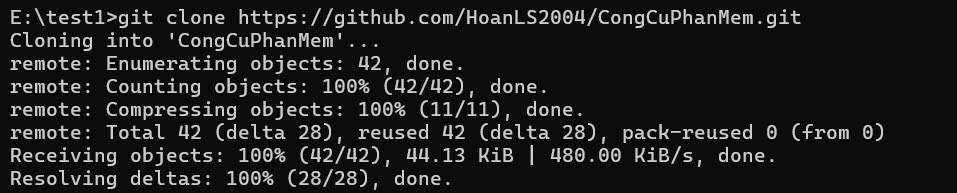 E:\test1>git clone https://github.com/HoanLS2004/CongCuPhanMem.git
Cloning into 'CongCuPhanMem'...
remote: Enumerating objects: 42, done.
remote: Counting objects: 100% (42/42), done.
remote: Compressing objects: 100% (11/11), done.
remote: Total 42 (delta 28), reused 42 (delta 28), pack-reused 0 (from 0)
Receiving objects: 100% (42/42), 44.13 KiB | 480.00 KiB/s, done.
Resolving deltas: 100% (28/28), done.